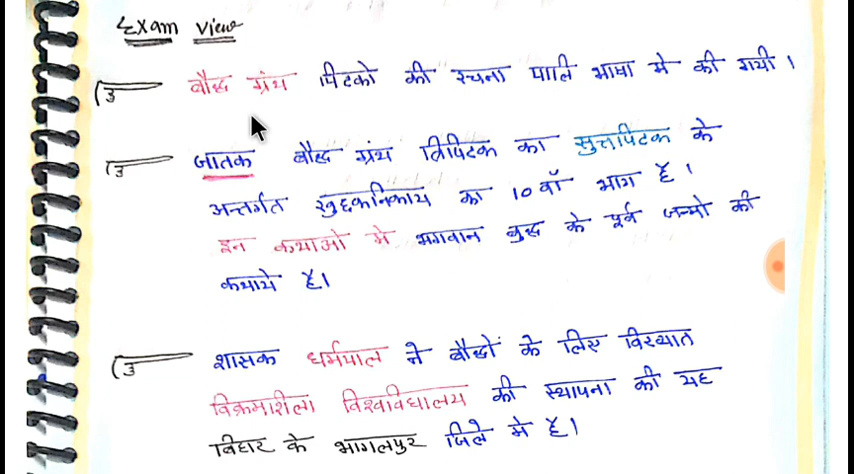 Exam View
बौद्ध ग्रंथ पिटको की रचना पालि भाषा मे की गयी ।
जातक बौद्ध ग्रंथ त्रिपिटक का सुत्तपिटक के
अन्तर्गत खुद्दकनिकाय का 10 वाँ भाग है ।
इन कथाओ मे भगवान बुद्ध के पूर्व जन्मो की
कथाये है।
शासक धर्मपाल ने बौद्धों के लिए विख्यात
विक्रमशीला विश्वविधालय की स्थापना की यह
बिहार के भागलपुर जिले मे है।